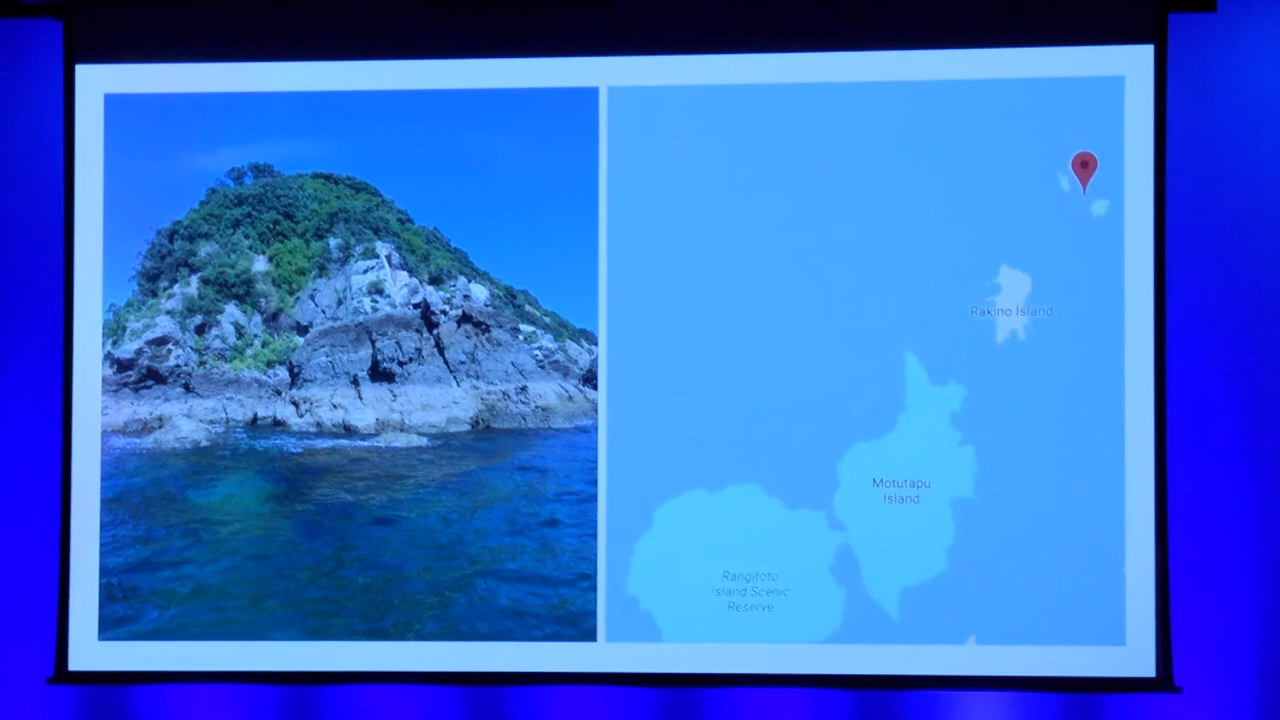 Rakino Island
Motutapu
Island
Rangitoto
Island Scenic
Reserve